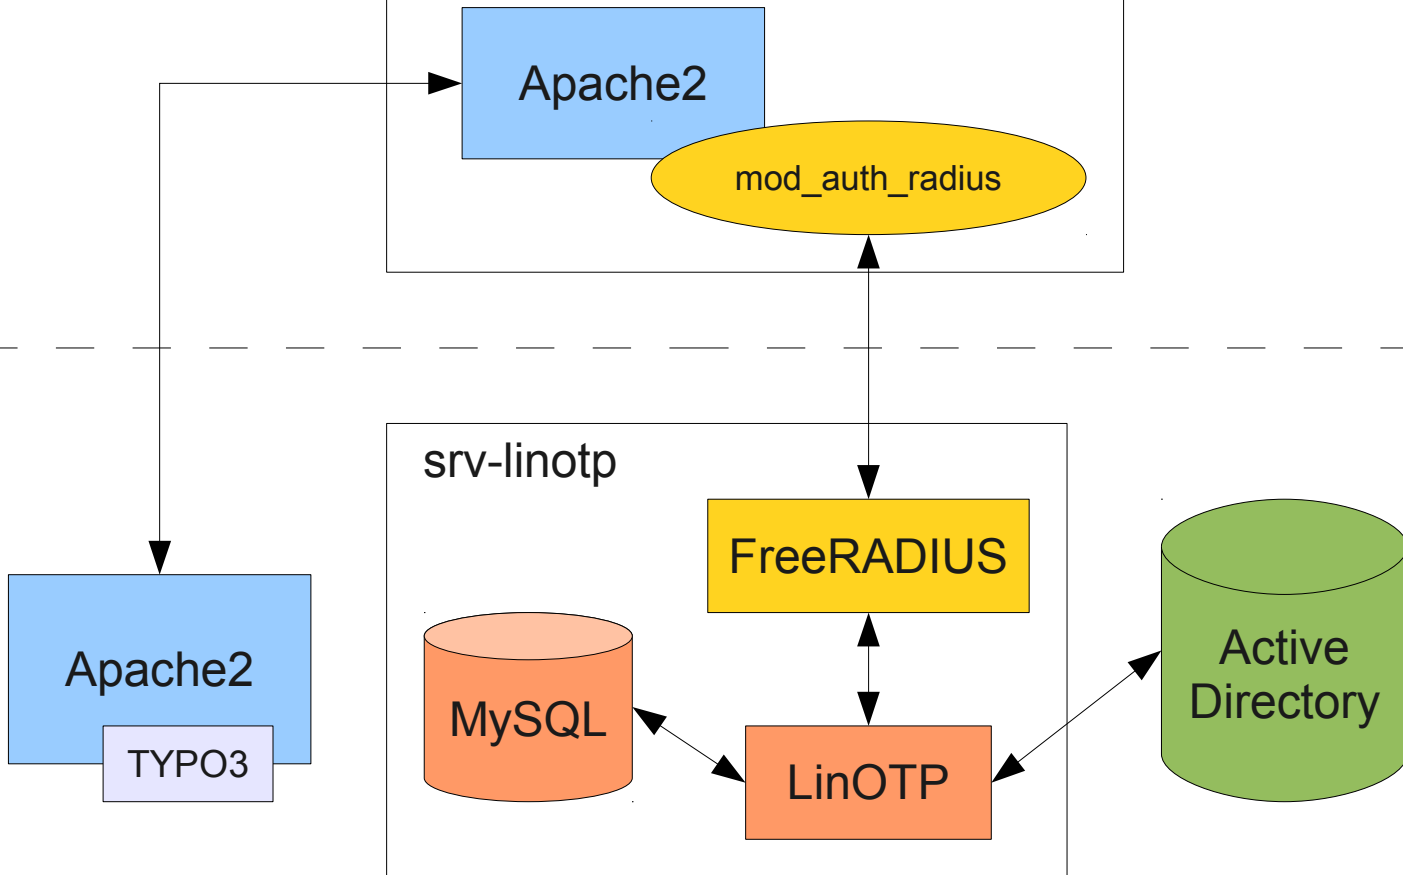 Apache2
mod_auth_radius
srv-linotp
FreeRADIUS
Apache2
TYPO3
MySQL
LinOTP
Active
Directory